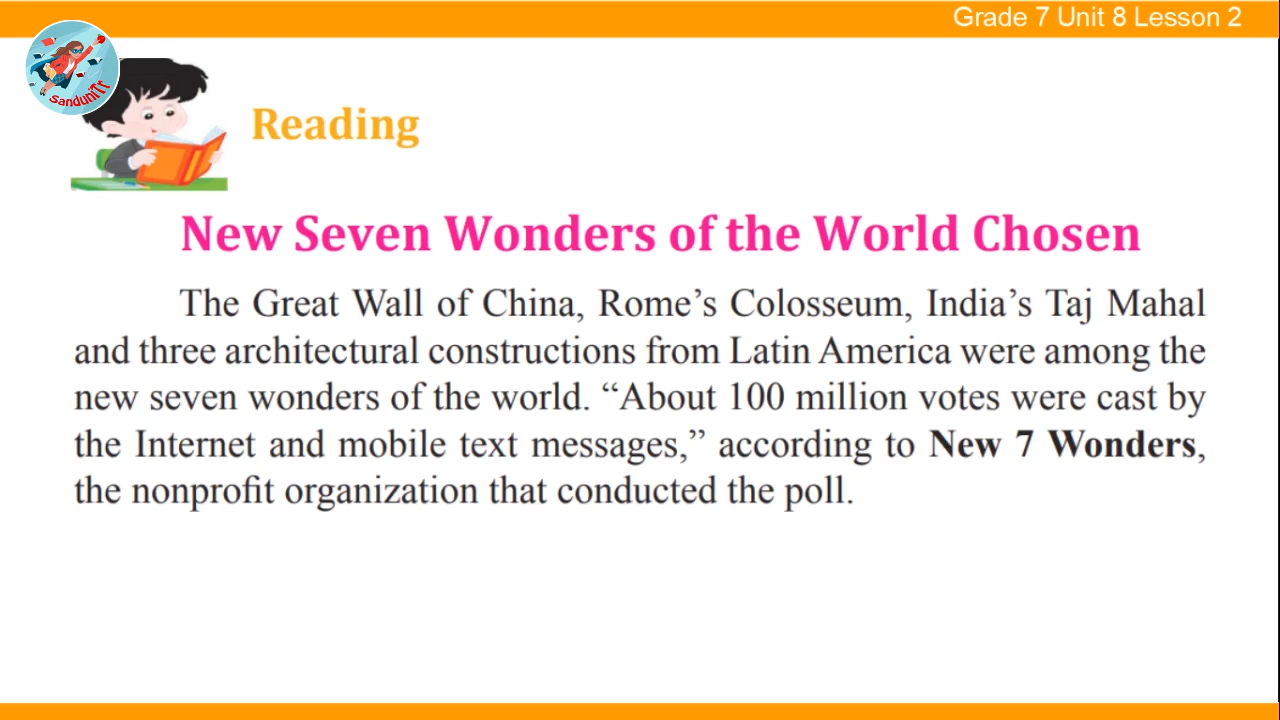 Grade 7 Unit 8 Lesson 2
SanduniTr
Reading
New Seven Wonders of the World Chosen
The Great Wall of China, Rome’s Colosseum, India’s Taj Mahal
and three architectural constructions from Latin America were among the
new seven wonders of the world. “About 100 million votes were cast by
the Internet and mobile text messages,” according to New 7 Wonders,
the nonprofit organization that conducted the poll.